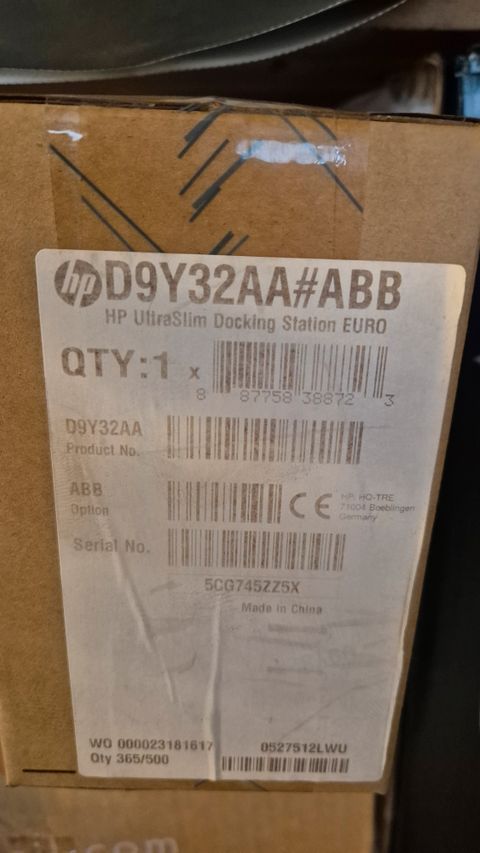 hp D9Y32AA#ABB
HP UltraSlim Docking Station EURO
QTY:1 x
8 87758 38872 3
D9Y32AA
Product No.
ABB
Option
CE
HP, HQ-TRE
71004 Boeblingen
Germany
Serial No.
5CG745ZZ5X
Made in China
WO 000023181617
0527512LWU
Qty 365/500
.com